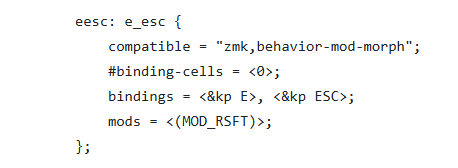 eesc: e_esc {
compatible = "zmk,behavior-mod-morph";
#binding-cells = <0>;
bindings = <&kp E>, <&kp ESC>;
mods = <(MOD_RSFT)>;
};